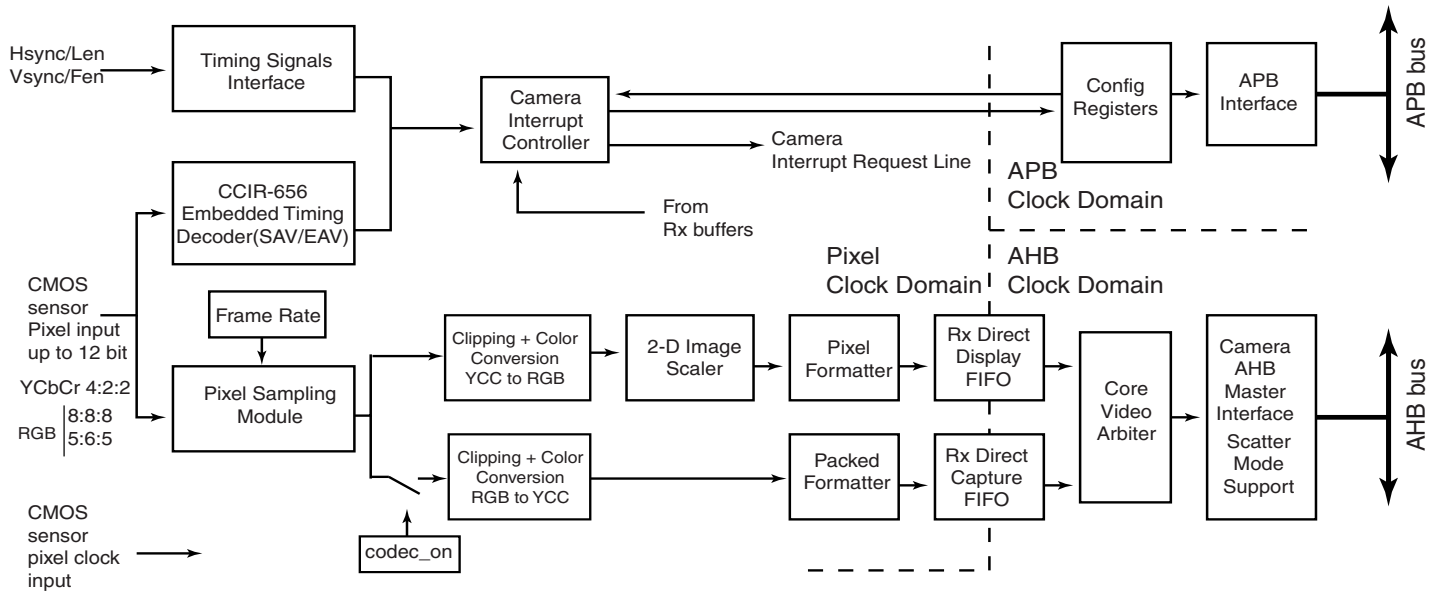 Hsync/Len
Vsync/Fen
Timing Signals
Interface
Camera
Interrupt
Controller
Config
Registers
APB
Interface
APB bus
Camera
Interrupt Request Line
APB
Clock Domain
CCIR-656
Embedded Timing
Decoder(SAV/EAV)
From
Rx buffers
Pixel
Clock Domain
AHB
Clock Domain
CMOS
sensor
Pixel input
up to 12 bit
YCbCr 4:2:2
RGB
8:8:8
5:6:5
Frame Rate
Pixel Sampling
Module
Clipping + Color
Conversion
YCC to RGB
2-D Image
Scaler
Pixel
Formatter
Rx Direct
Display
FIFO
Core
Video
Arbiter
Camera
AHB
Master
Interface
Scatter
Mode
Support
AHB bus
Clipping + Color
Conversion
RGB to YCC
Packed
Formatter
Rx Direct
Capture
FIFO
codec_on
CMOS
sensor
pixel clock
input